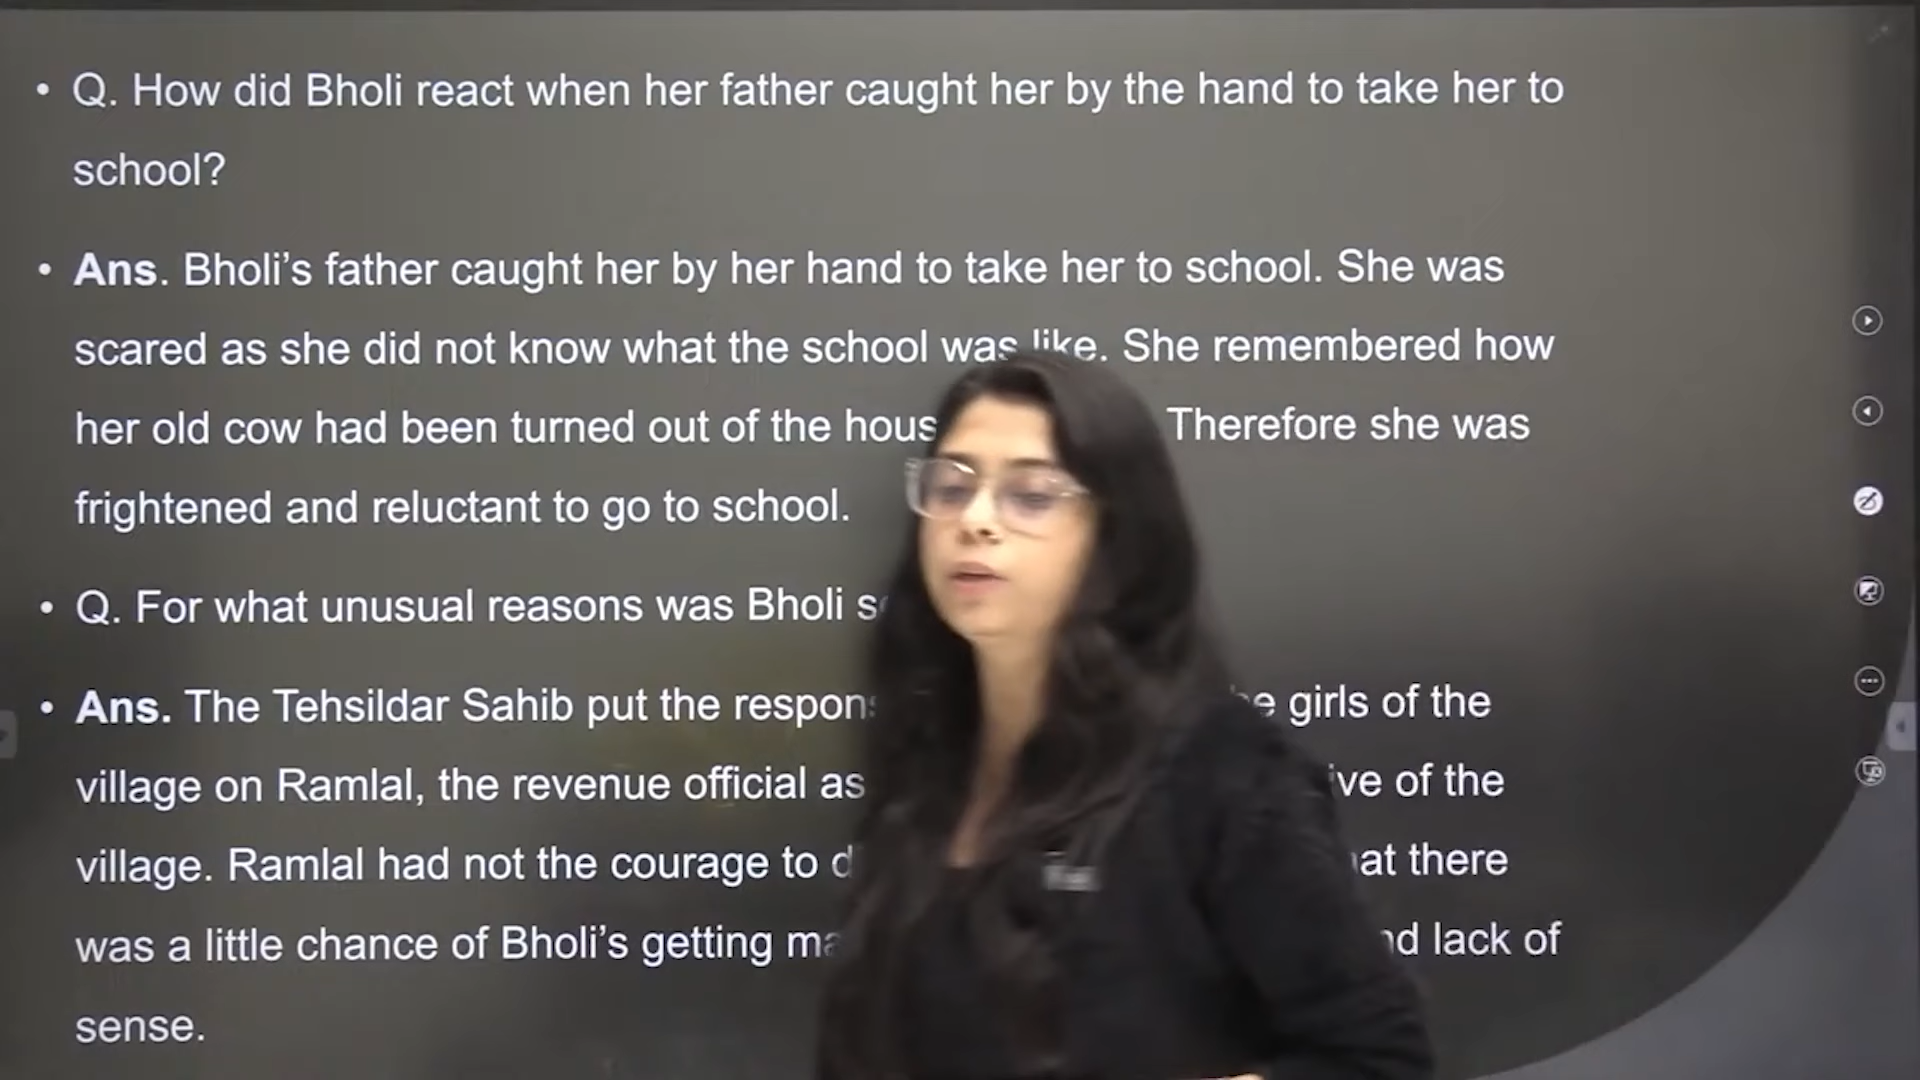 • Q. How did Bholi react when her father caught her by the hand to take her to
school?
• Ans. Bholi’s father caught her by her hand to take her to school. She was
scared as she did not know what the school was like. She remembered how
her old cow had been turned out of the Therefore she was
frightened and reluctant to go to school.
• Q. For what unusual reasons was Bholi
• Ans. The Tehsildar Sahib put the girls of the
village on Ramlal, the revenue official as of the
village. Ramlal had not the courage to there
was a little chance of Bholi’s getting lack of
sense.